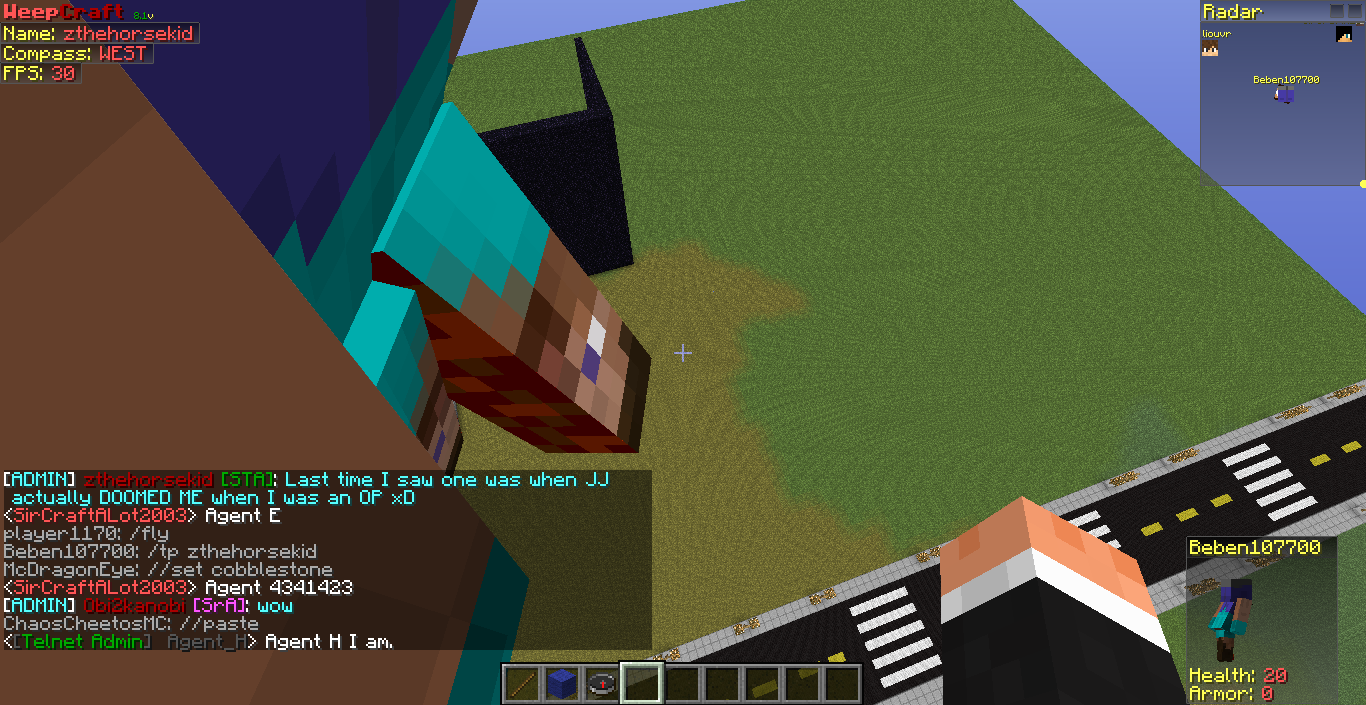 WeepCraft 8.1v
Name: zthehorsekid
Compass: WEST
FPS: 30
Radar
liouvr
Beben107700
[ADMIN] zthehorsekid [STA]: Last time I saw one was when JJ
actually DOOMED ME when I was an OP xD
<SirCraftALot2003> Agent E
player1170: /fly
Beben107700: /tp zthehorsekid
McDragonEye: //set cobblestone
<SirCraftALot2003> Agent 4341423
[ADMIN] Obi2kanobi [SrA]: wow
ChaosCheetosMC: //paste
<[Telnet Admin] Agent_H> Agent H I am.
Beben107700
Health: 20
Armor: 0